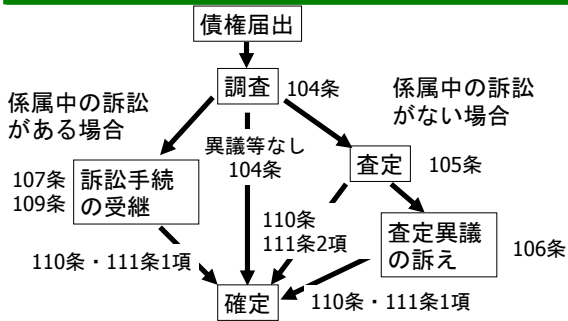 債権届出
調査
104条
係属中の訴訟
がある場合
係属中の訴訟
がない場合
異議等なし
104条
107条
109条
訴訟手続
の受継
査定
105条
110条
111条2項
査定異議
の訴え
106条
110条・111条1項
確定
110条・111条1項